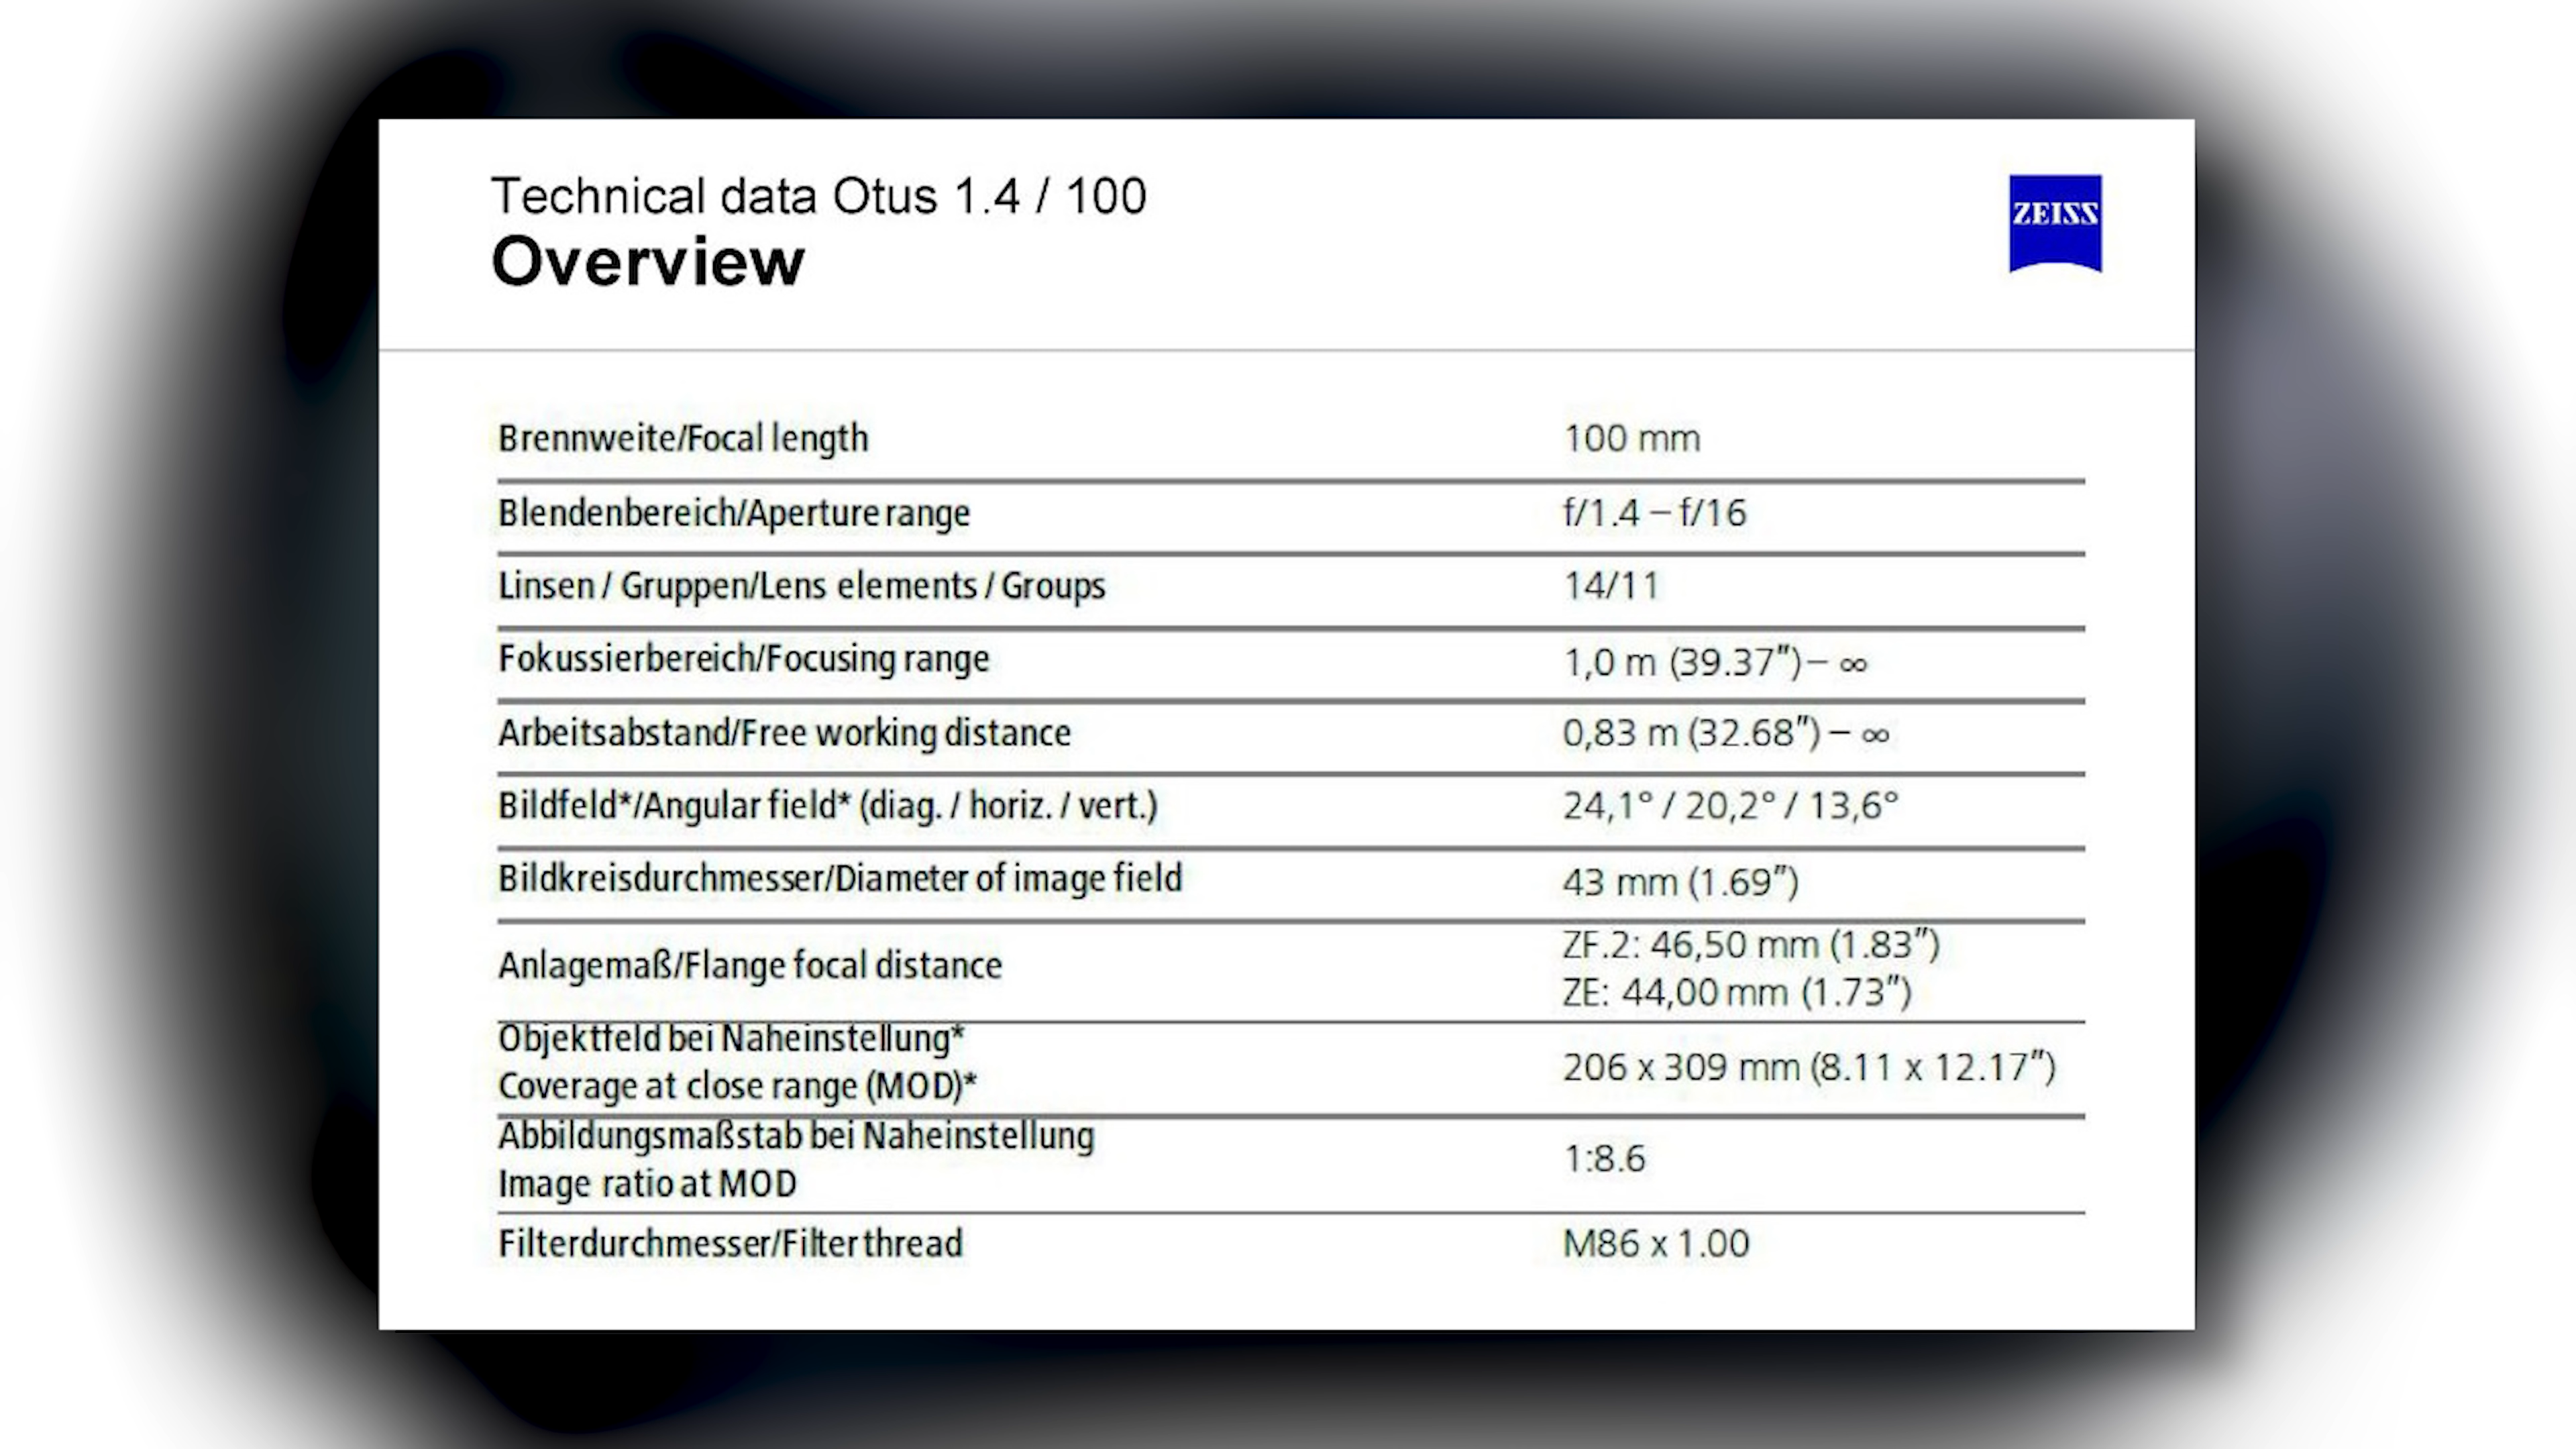 Technical data Otus 1.4 / 100
Overview
ZEISS
Brennweite/Focal length 100 mm
Blendenbereich/Aperture range f/1.4 – f/16
Linsen / Gruppen/Lens elements / Groups 14/11
Fokussierbereich/Focusing range 1,0 m (39.37″) – ∞
Arbeitsabstand/Free working distance 0,83 m (32.68″) – ∞
Bildfeld*/Angular field* (diag. / horiz. / vert.) 24,1° / 20,2° / 13,6°
Bildkreisdurchmesser/Diameter of image field 43 mm (1.69″)
Anlagemaß/Flange focal distance ZF.2: 46,50 mm (1.83″)
ZE: 44,00 mm (1.73″)
Objektfeld bei Naheinstellung*
Coverage at close range (MOD)* 206 x 309 mm (8.11 x 12.17″)
Abbildungsmaßstab bei Naheinstellung
Image ratio at MOD 1:8.6
Filterdurchmesser/Filter thread M86 x 1.00